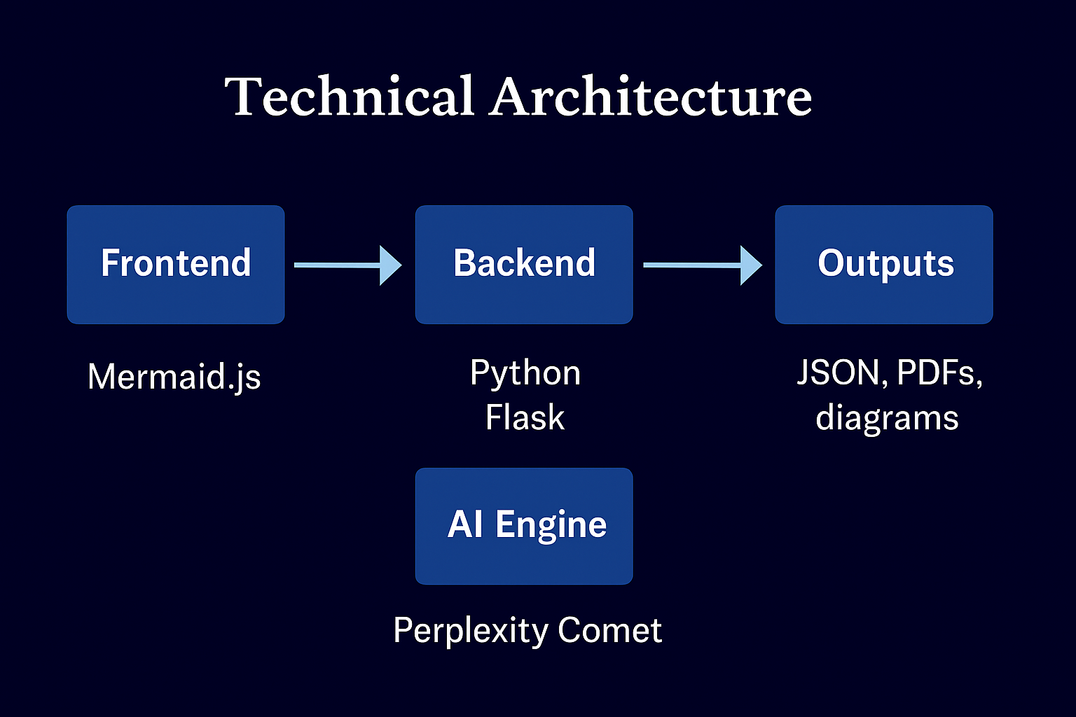 Technical Architecture
Frontend
Backend
Outputs
Mermaid.js
Python
Flask
JSON, PDFs,
diagrams
AI Engine
Perplexity Comet